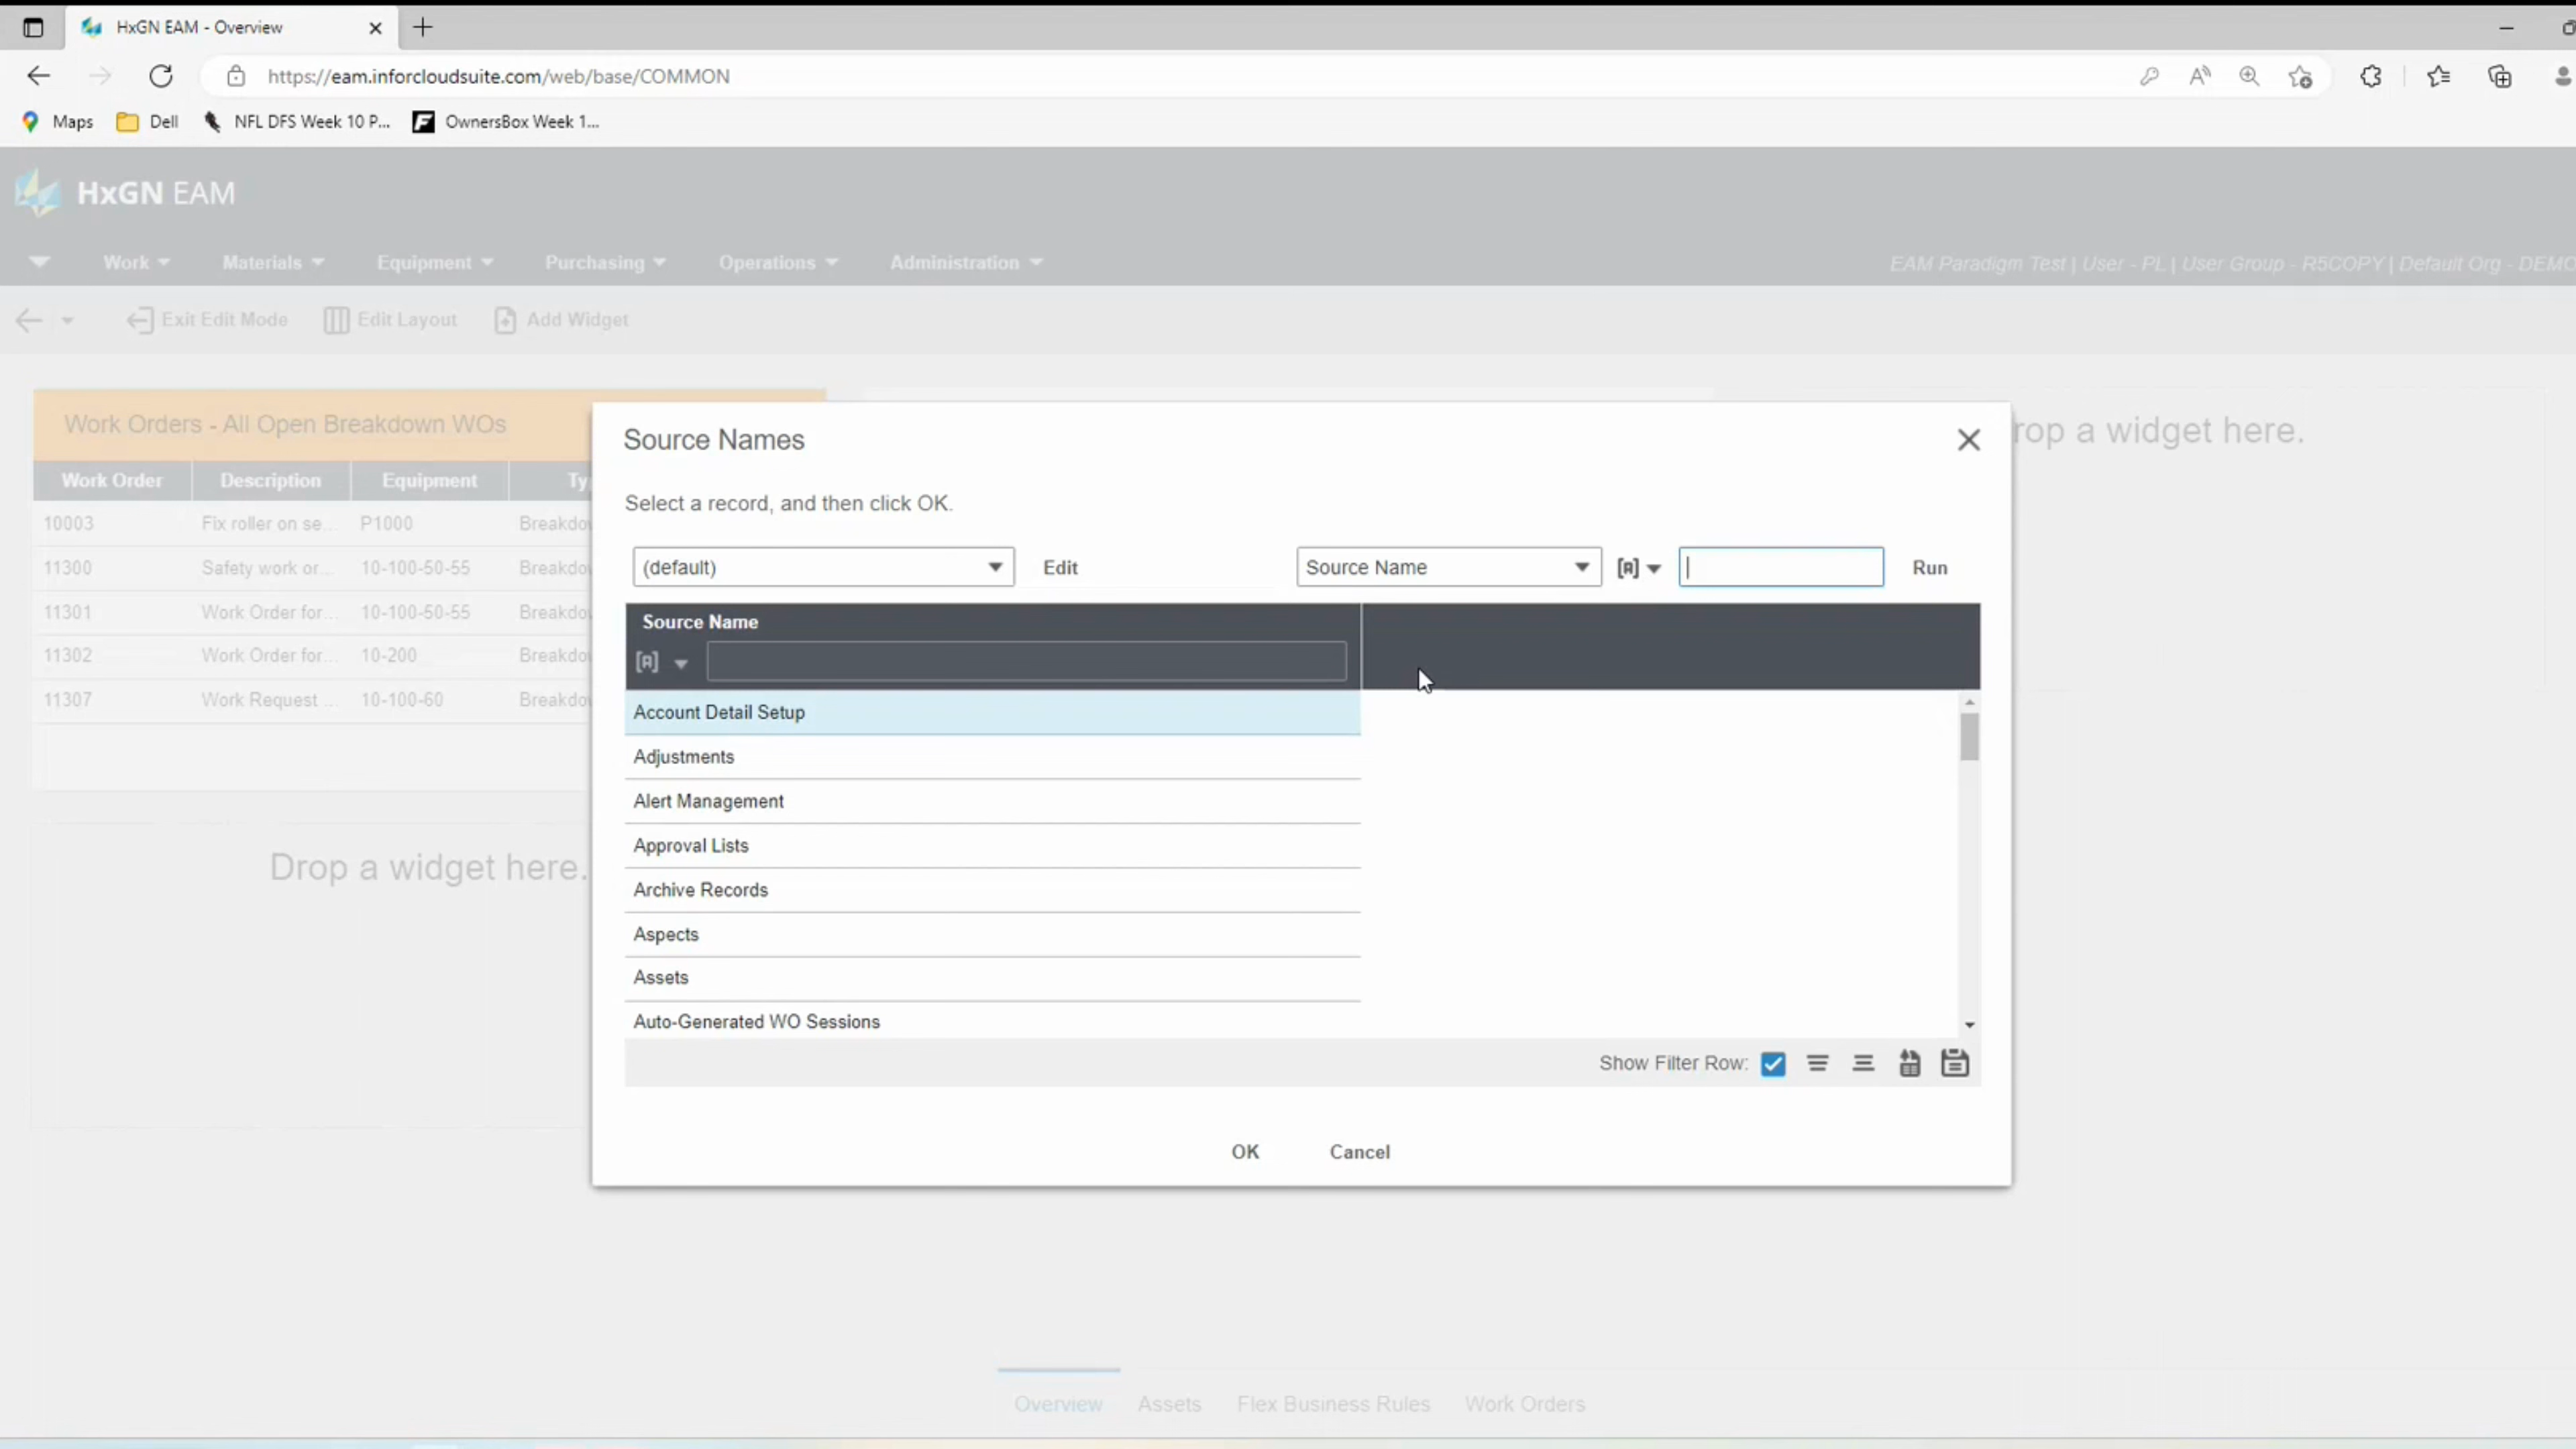 HxGN EAM - Overview
https://eam.inforcloudsuite.com/web/base/COMMON
Maps Dell NFL DFS Week 10 P... OwnersBox Week 1...
HxGN EAM
Work Materials Equipment Purchasing Operations Administration EAM Paradigm Test | User - PL | User Group - R5COPY | Default Org - DEMO
Exit Edit Mode Edit Layout Add Widget
Work Orders - All Open Breakdown WOs
rop a widget here.
Work Order Description Equipment Ty
10003 Fix roller on se... P1000 Breakdo
11300 Safety work or... 10-100-50-55 Breakdo
11301 Work Order for... 10-100-50-55 Breakdo
11302 Work Order for... 10-200 Breakdo
11307 Work Request ... 10-100-60 Breakdo
Drop a widget here.
Source Names
Select a record, and then click OK.
(default) Edit Source Name Run
Source Name
Account Detail Setup
Adjustments
Alert Management
Approval Lists
Archive Records
Aspects
Assets
Auto-Generated WO Sessions
Show Filter Row:
OK Cancel
Overview Assets Flex Business Rules Work Orders